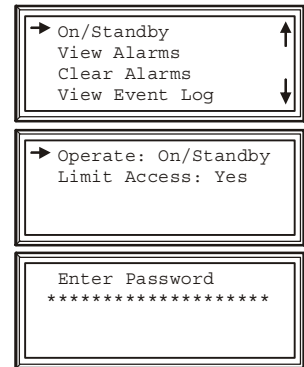 On/Standby
View Alarms
Clear Alarms
View Event Log
Operate: On/Standby
Limit Access: Yes
Enter Password
********************